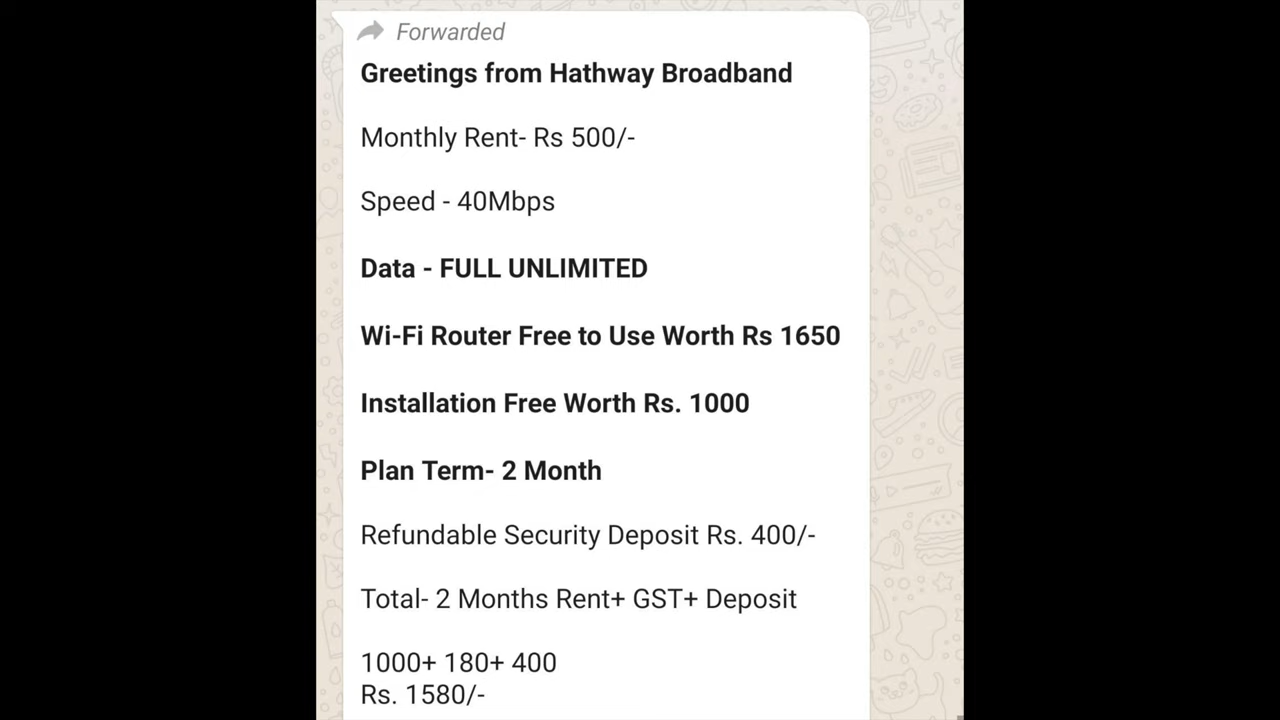 Forwarded
Greetings from Hathway Broadband
Monthly Rent- Rs 500/-
Speed - 40Mbps
Data - FULL UNLIMITED
Wi-Fi Router Free to Use Worth Rs 1650
Installation Free Worth Rs. 1000
Plan Term- 2 Month
Refundable Security Deposit Rs. 400/-
Total- 2 Months Rent+ GST+ Deposit
1000+ 180+ 400
Rs. 1580/-